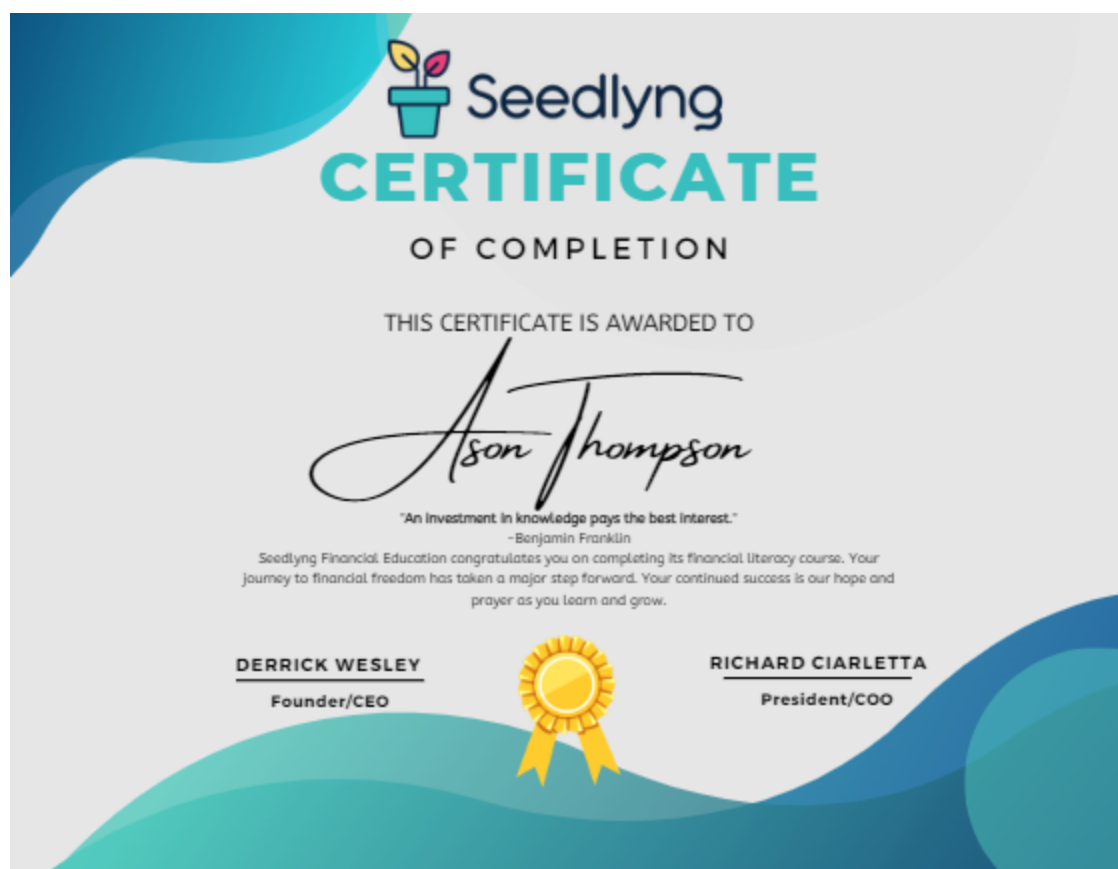 Seedlyng
CERTIFICATE
OF COMPLETION
THIS CERTIFICATE IS AWARDED TO
Ason Thompson
"An investment in knowledge pays the best interest."
-Benjamin Franklin
Seedlyng Financial Education congratulates you on completing its financial literacy course. Your
journey to financial freedom has taken a major step forward. Your continued success is our hope and
prayer as you learn and grow.
DERRICK WESLEY
Founder/CEO
RICHARD CIARLETTA
President/COO